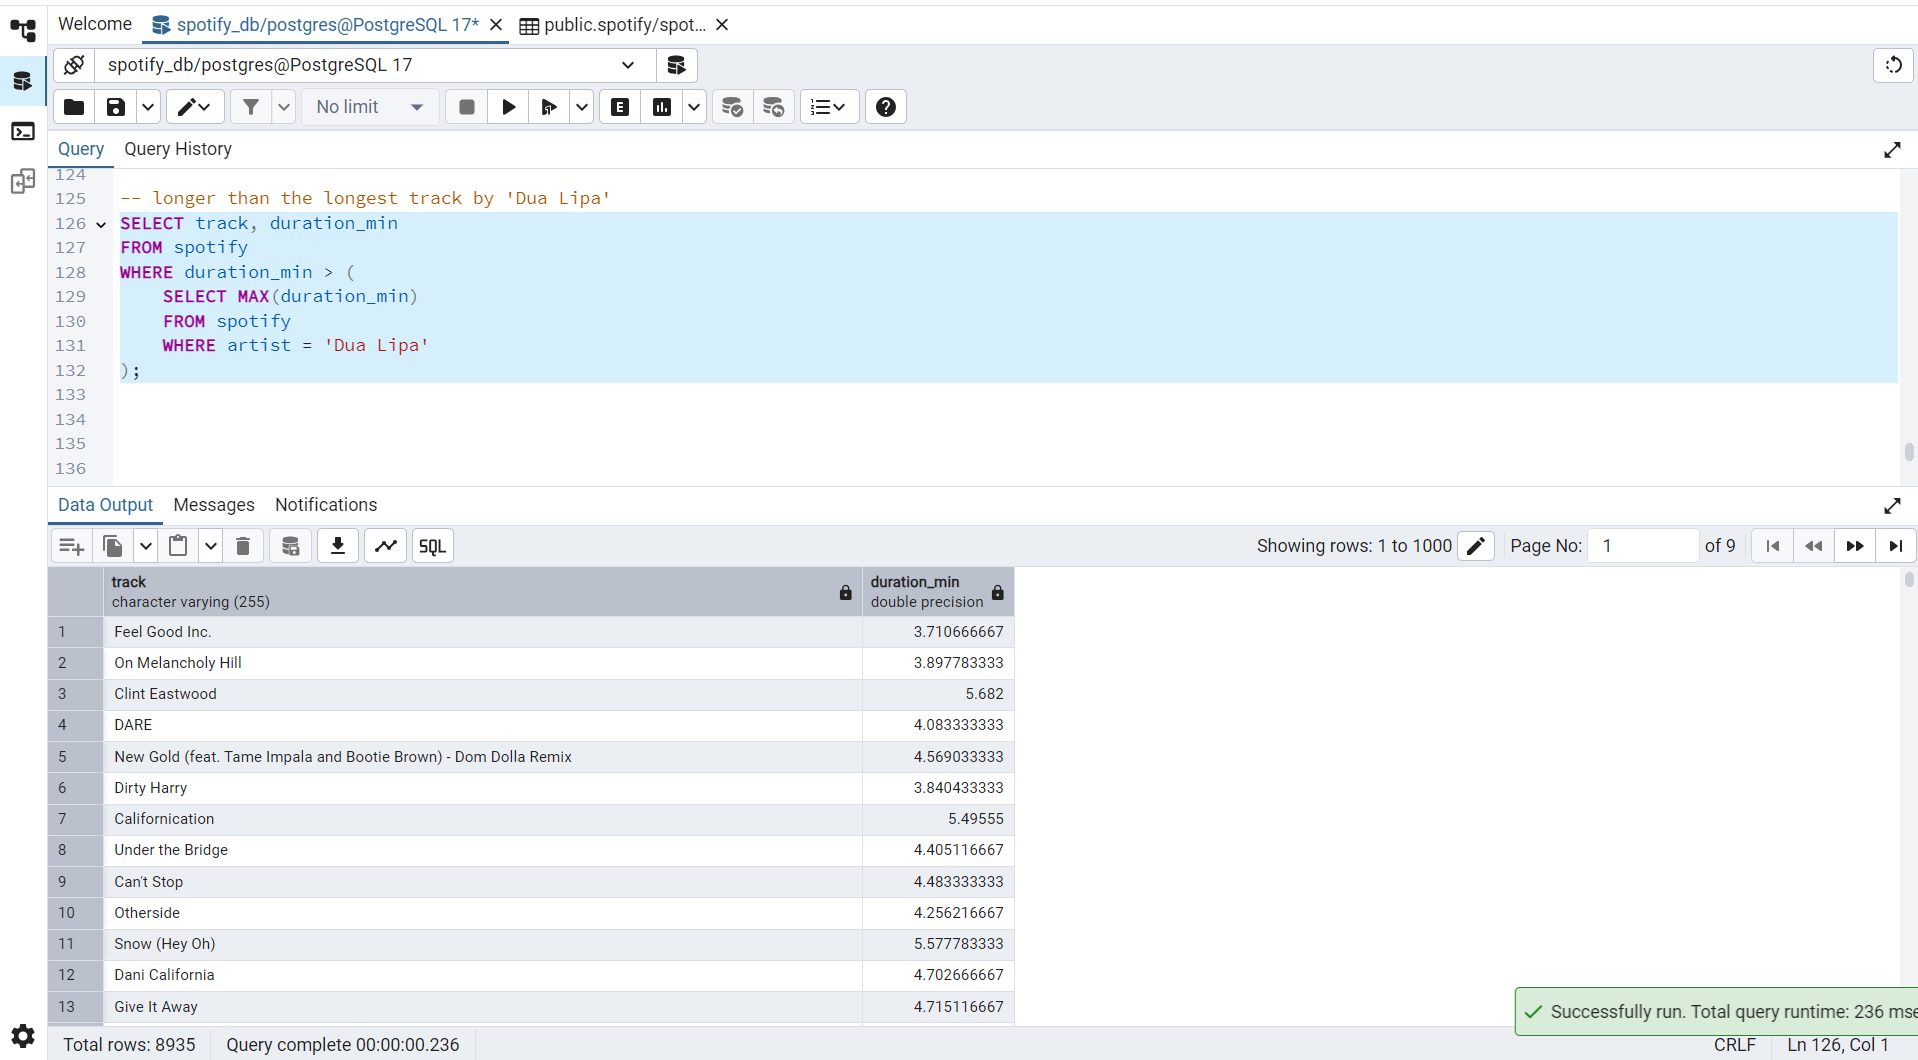 Welcome
spotify_db/postgres@PostgreSQL 17*
public.spotify/spot...
spotify_db/postgres@PostgreSQL 17
No limit
E
Query
Query History
124
125 -- longer than the longest track by 'Dua Lipa'
126 SELECT track, duration_min
127 FROM spotify
128 WHERE duration_min > (
129 SELECT MAX(duration_min)
130 FROM spotify
131 WHERE artist = 'Dua Lipa'
132 );
133
134
135
136
Data Output
Messages
Notifications
SQL
Showing rows: 1 to 1000
Page No: 1 of 9
track
character varying (255)
duration_min
double precision
1 Feel Good Inc. 3.710666667
2 On Melancholy Hill 3.897783333
3 Clint Eastwood 5.682
4 DARE 4.083333333
5 New Gold (feat. Tame Impala and Bootie Brown) - Dom Dolla Remix 4.569033333
6 Dirty Harry 3.840433333
7 Californication 5.49555
8 Under the Bridge 4.405116667
9 Can't Stop 4.483333333
10 Otherside 4.256216667
11 Snow (Hey Oh) 5.577783333
12 Dani California 4.702666667
13 Give It Away 4.715116667
Successfully run. Total query runtime: 236 mse
Total rows: 8935
Query complete 00:00:00.236
CRLF
Ln 126, Col 1